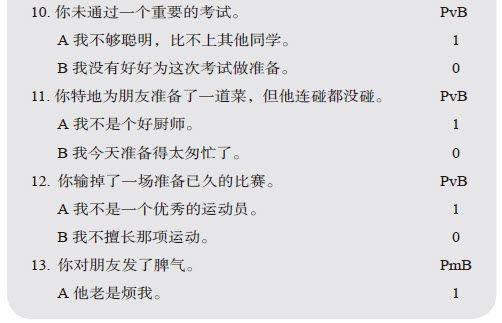 10. 你未通过一个重要的考试。 PvB
A 我不够聪明，比不上其他同学。 1
B 我没有好好为这次考试做准备。 0
11. 你特地为朋友准备了一道菜，但他连碰都没碰。 PvB
A 我不是个好厨师。 1
B 我今天准备得太匆忙了。 0
12. 你输掉了一场准备已久的比赛。 PvB
A 我不是一个优秀的运动员。 1
B 我不擅长那项运动。 0
13. 你对朋友发了脾气。 PmB
A 他老是烦我。 1